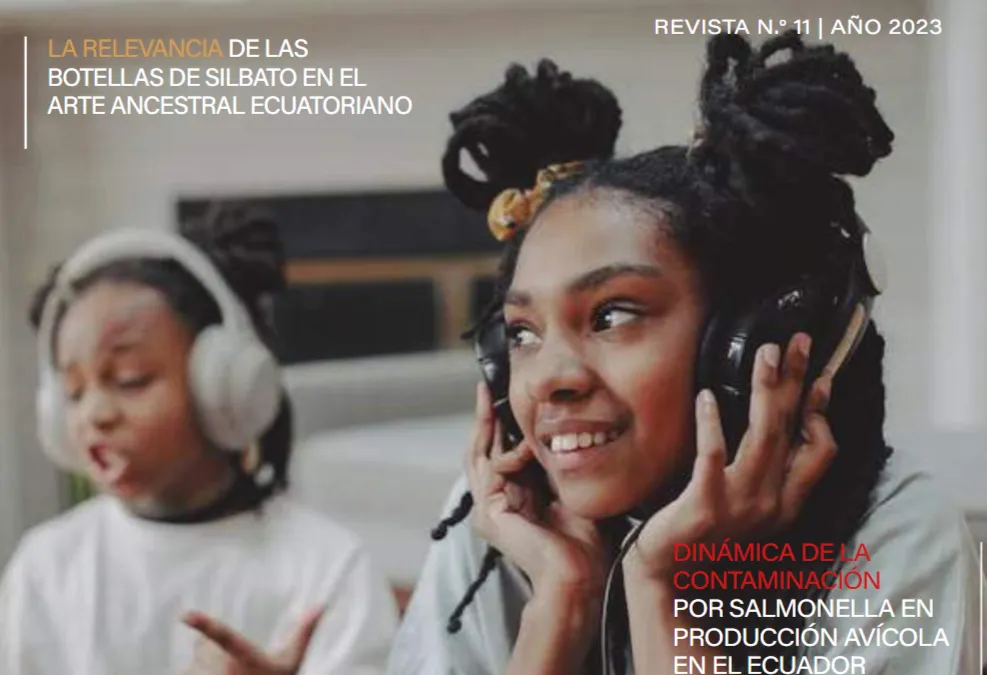 REVISTA N.° 11 | AÑO 2023
LA RELEVANCIA DE LAS
BOTELLAS DE SILBATO EN EL
ARTE ANCESTRAL ECUATORIANO
DINÁMICA DE LA
CONTAMINACIÓN
POR SALMONELLA EN
PRODUCCIÓN AVÍCOLA
EN EL ECUADOR